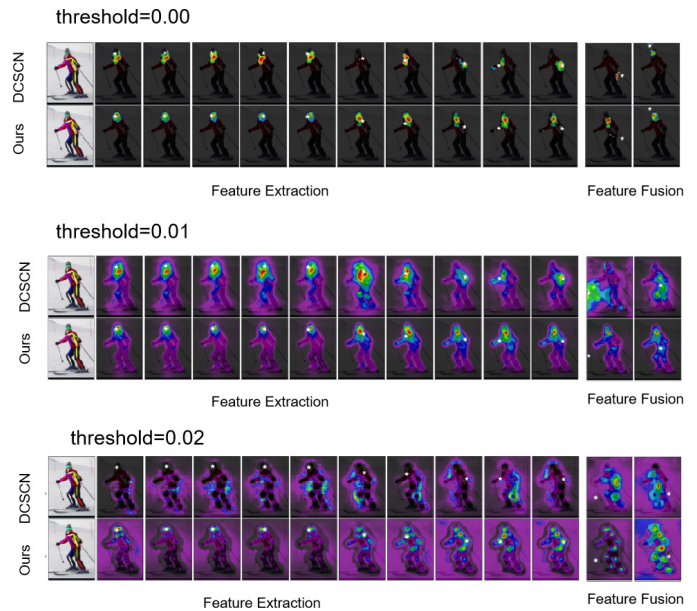 threshold=0.00
DCSCN
Ours
Feature Extraction
Feature Fusion
threshold=0.01
DCSCN
Ours
Feature Extraction
Feature Fusion
threshold=0.02
DCSCN
Ours
Feature Extraction
Feature Fusion